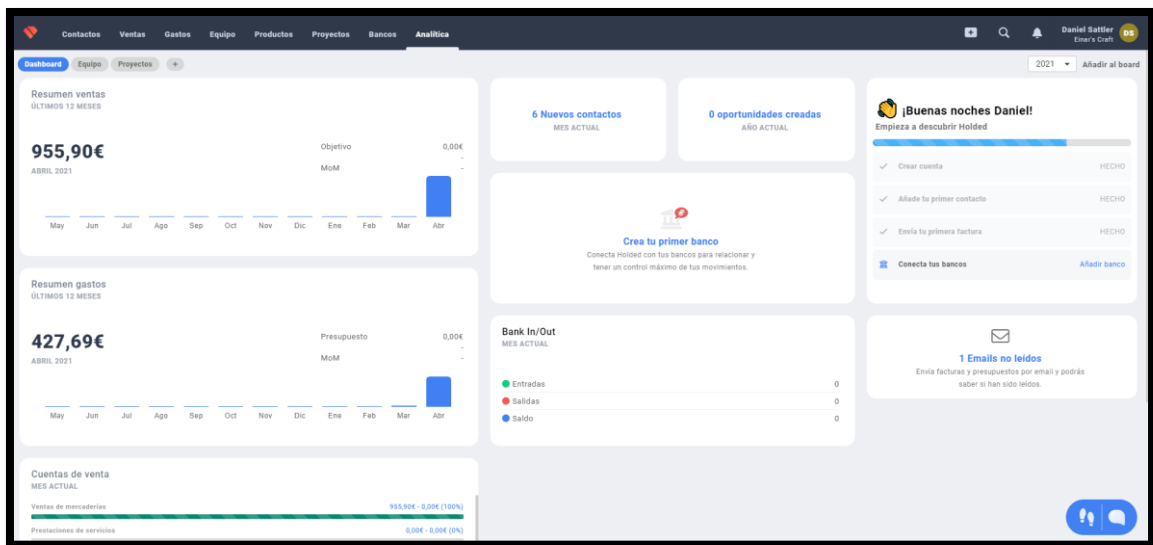 Contactos Ventas Gastos Equipo Productos Proyectos Bancos Analítica
Daniel Sattler
Einer's Craft
DS
Dashboard Equipo Proyectos +
2021 Añadir al board
Resumen ventas
ÚLTIMOS 12 MESES
955,90€
ABRIL 2021
Objetivo 0,00€
-
MoM -
May Jun Jul Ago Sep Oct Nov Dic Ene Feb Mar Abr
Resumen gastos
ÚLTIMOS 12 MESES
427,69€
ABRIL 2021
Presupuesto 0,00€
-
MoM -
May Jun Jul Ago Sep Oct Nov Dic Ene Feb Mar Abr
Cuentas de venta
MES ACTUAL
Ventas de mercaderías 955,90€ - 0,00€ (100%)
Prestaciones de servicios 0,00€ - 0,00€ (0%)
6 Nuevos contactos
MES ACTUAL
0 oportunidades creadas
AÑO ACTUAL
Crea tu primer banco
Conecta Holded con tus bancos para relacionar y
tener un control máximo de tus movimientos.
Bank In/Out
MES ACTUAL
Entradas 0
Salidas 0
Saldo 0
¡Buenas noches Daniel!
Empieza a descubrir Holded
Crear cuenta HECHO
Añade tu primer contacto HECHO
Envía tu primera factura HECHO
Conecta tus bancos Añadir banco
1 Emails no leídos
Envía facturas y presupuestos por email y podrás
saber si han sido leídos.